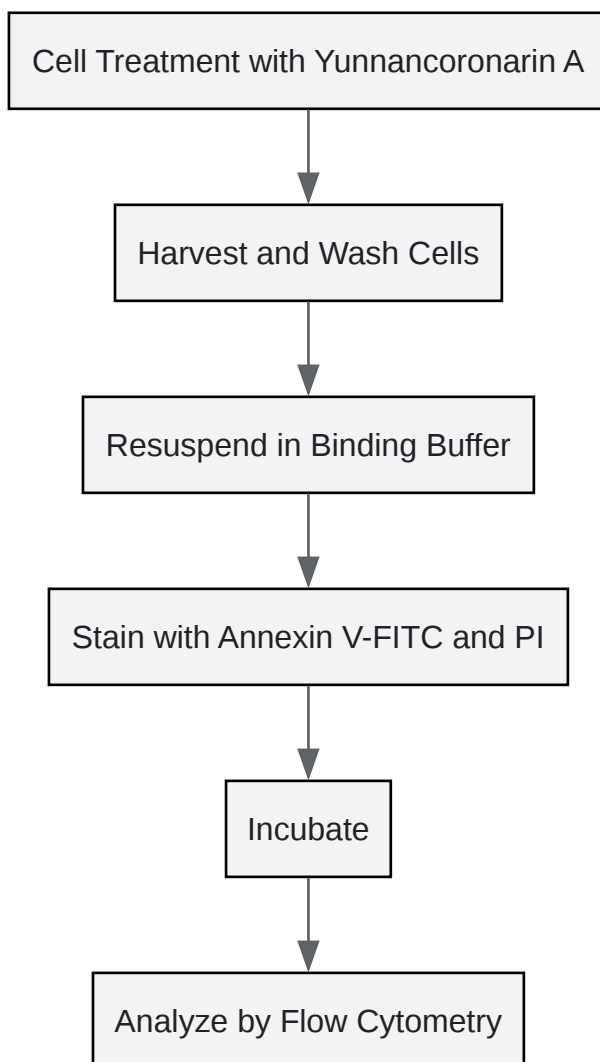 Cell Treatment with Yunnancoronarin A
Harvest and Wash Cells
Resuspend in Binding Buffer
Stain with Annexin V-FITC and PI
Incubate
Analyze by Flow Cytometry